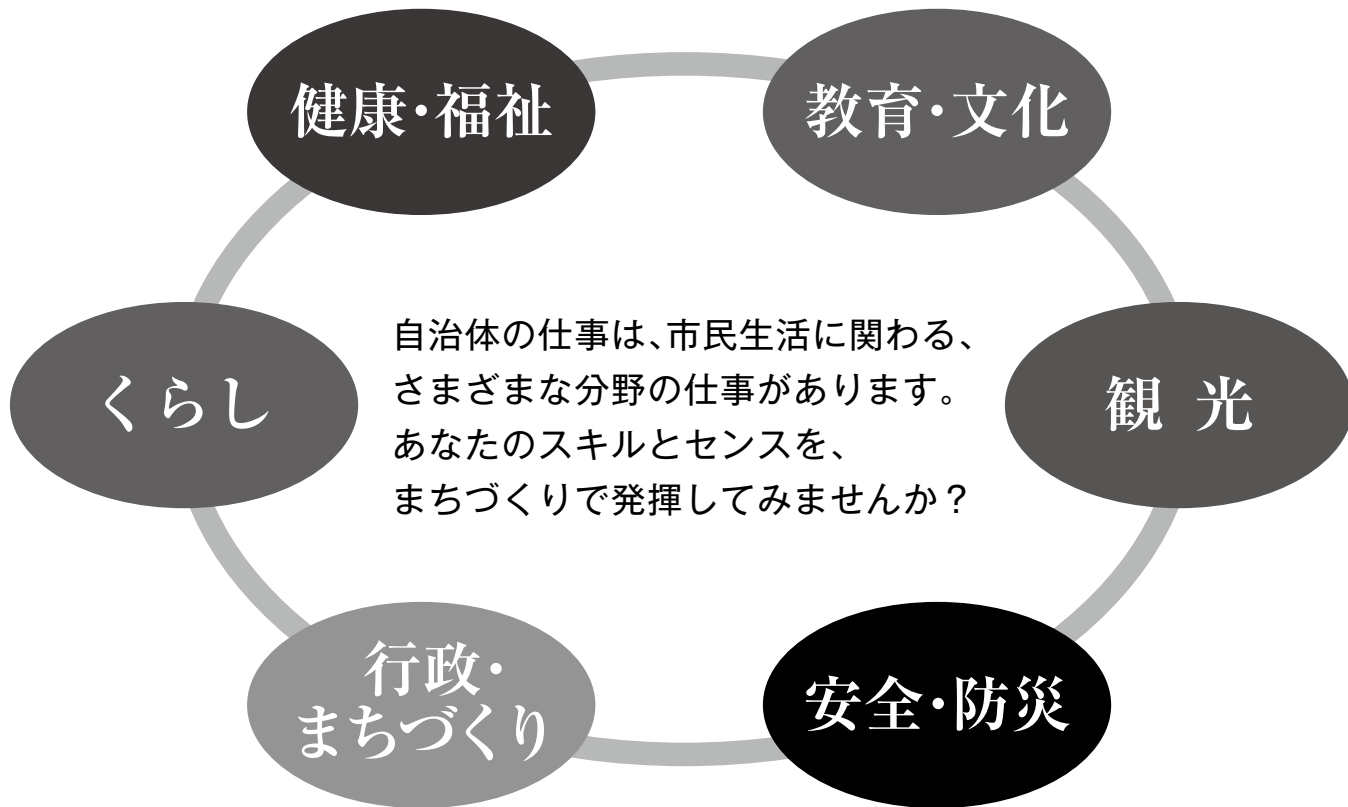 健康・福祉
教育・文化
くらし
自治体の仕事は、市民生活に関わる、
さまざまな分野の仕事があります。
あなたのスキルとセンスを、
まちづくりで発揮してみませんか？
観 光
行政・
まちづくり
安全・防災